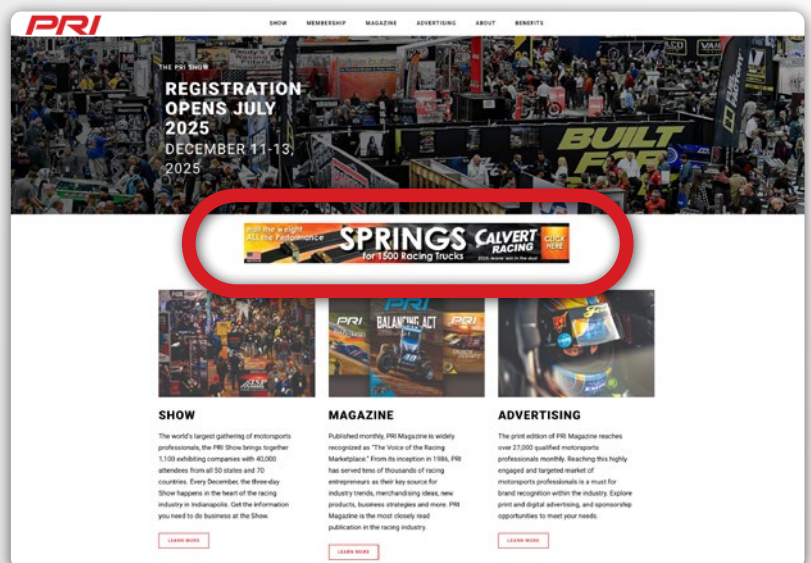 PRI
SHOW MEMBERSHIP MAGAZINE ADVERTISING ABOUT BENEFITS
THE PRI SHOW
REGISTRATION
OPENS JULY
2025
DECEMBER 11-13,
2025
BUILT
FOR
Half the weight
ALL the Performance
SPRINGS
for 1500 Racing Trucks
CALVERT
RACING
CLICK
HERE
PRI
BALANCING ACT
PRI
PRI
SHOW
The world's largest gathering of motorsports
professionals, the PRI Show brings together
1,100 exhibiting companies with 40,000
attendees from all 50 states and 70
countries. Every December, the three-day
Show happens in the heart of the racing
industry in Indianapolis. Get the information
you need to do business at the Show.
LEARN MORE
MAGAZINE
Published monthly, PRI Magazine is widely
recognized as "The Voice of the Racing
Marketplace." From its inception in 1986, PRI
has served tens of thousands of racing
entrepreneurs as their key source for
industry trends, merchandising ideas, new
products, business strategies and more. PRI
Magazine is the most closely read
publication in the racing industry.
LEARN MORE
ADVERTISING
The print edition of PRI Magazine reaches
over 27,000 qualified motorsports
professionals monthly. Reaching this highly
engaged and targeted market of
motorsports professionals is a must for
brand recognition within the industry. Explore
print and digital advertising, and sponsorship
opportunities to meet your needs.
LEARN MORE